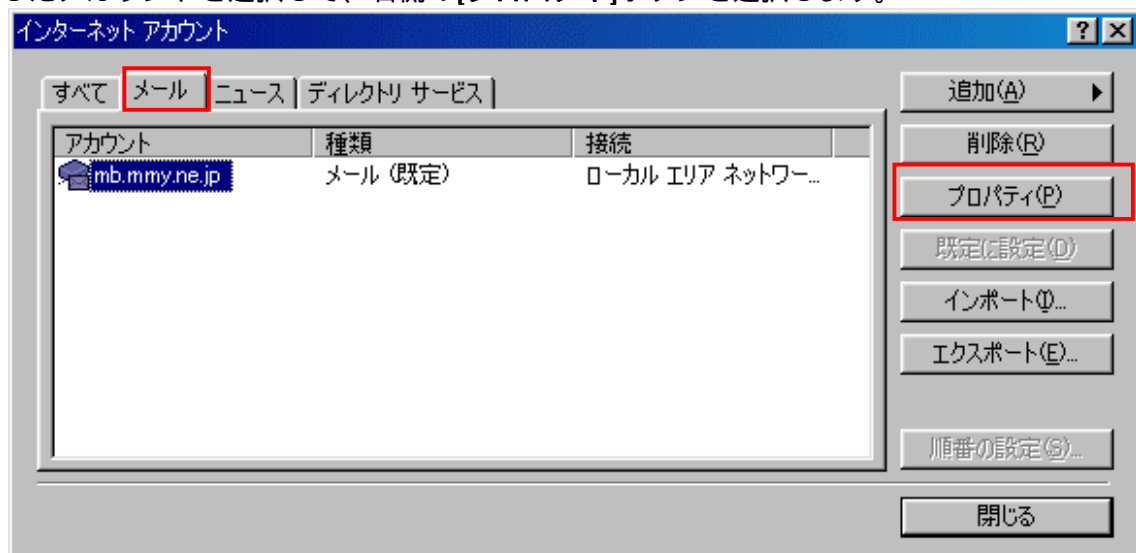 インターネット アカウント
すべて メール ニュース ディレクトリ サービス
追加(A)
アカウント 種類 接続
mb.mmy.ne.jp メール (既定) ローカル エリア ネットワー...
削除(R)
プロパティ(P)
既定に設定(D)
インポート(I)...
エクスポート(E)...
順番の設定(S)...
閉じる